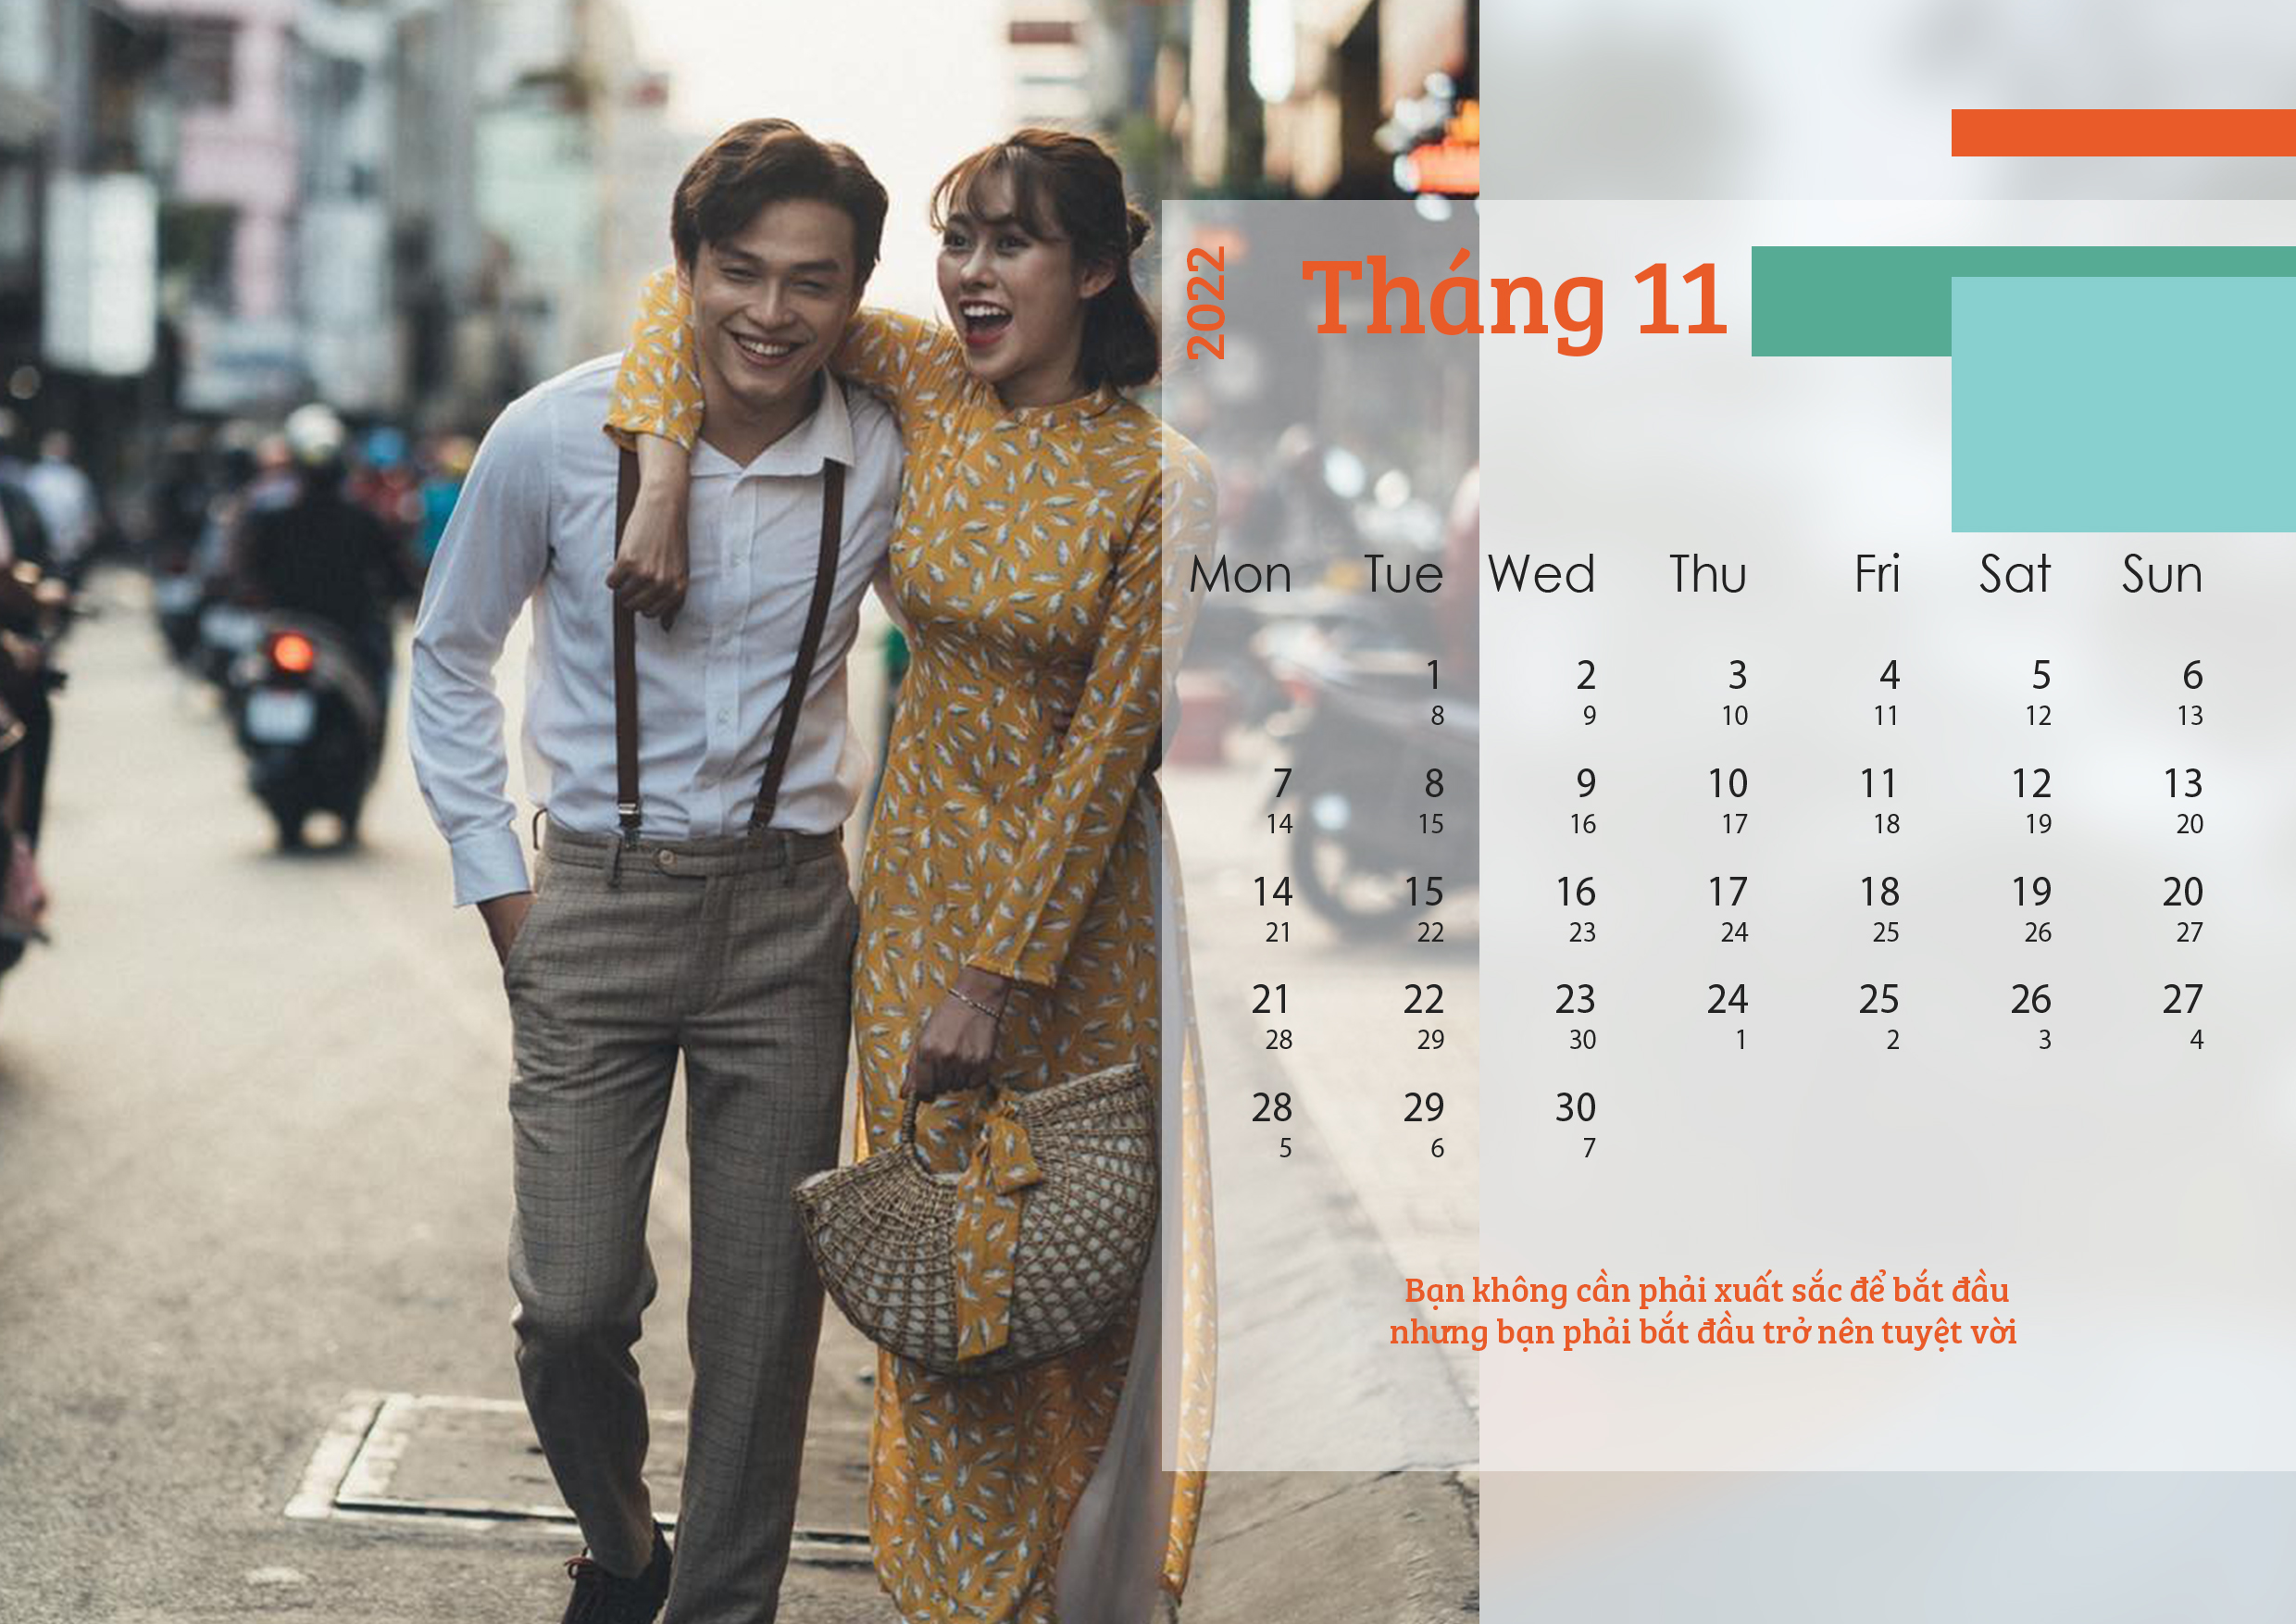 2022
Tháng 11
Mon Tue Wed Thu Fri Sat Sun
1 2 3 4 5 6
8 9 10 11 12 13
7 8 9 10 11 12 13
14 15 16 17 18 19 20
14 15 16 17 18 19 20
21 22 23 24 25 26 27
21 22 23 24 25 26 27
28 29 30 1 2 3 4
28 29 30
5 6 7
Bạn không cần phải xuất sắc để bắt đầu
nhưng bạn phải bắt đầu trở nên tuyệt vời